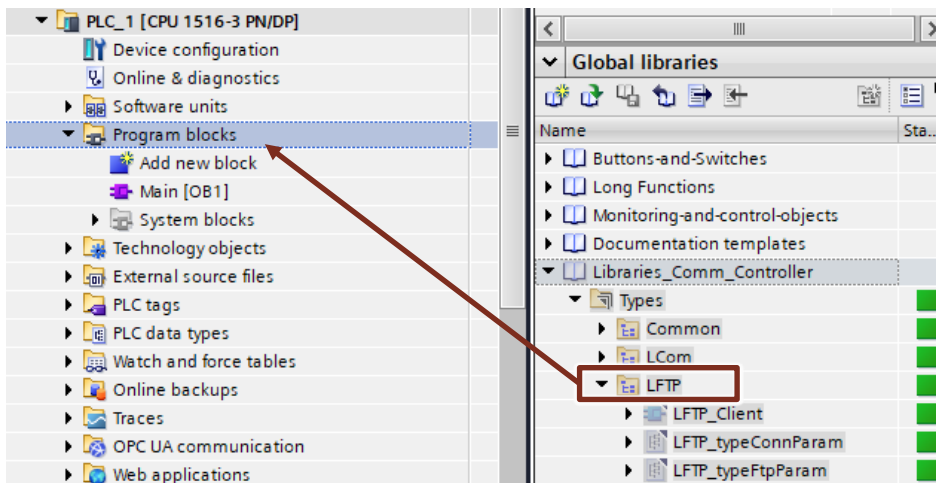 PLC_1 [CPU 1516-3 PN/DP]
Device configuration
Online & diagnostics
Software units
Program blocks
Add new block
Main [OB1]
System blocks
Technology objects
External source files
PLC tags
PLC data types
Watch and force tables
Online backups
Traces
OPC UA communication
Web applications
Global libraries
Name Sta...
Buttons-and-Switches
Long Functions
Monitoring-and-control-objects
Documentation templates
Libraries_Comm_Controller
Types
Common
LCom
LFTP
LFTP_Client
LFTP_typeConnParam
LFTP_typeFtpParam